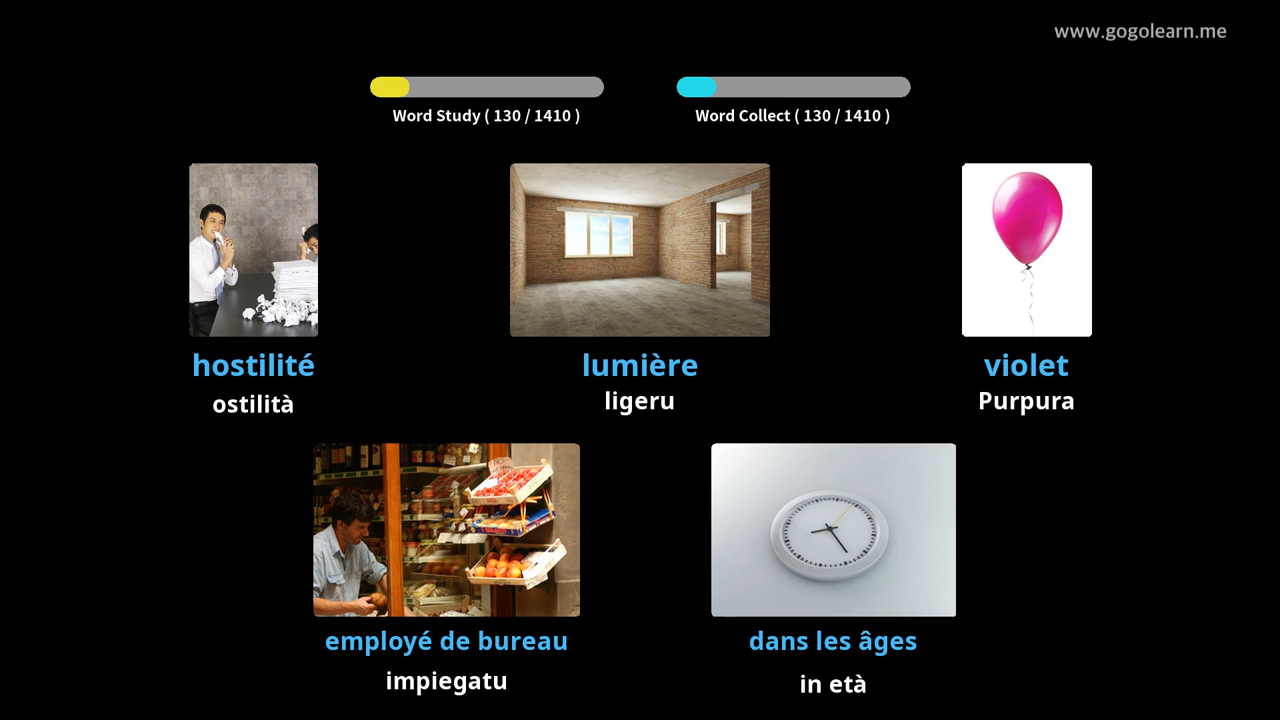 www.gogolearn.me
Word Study ( 130 / 1410 )
Word Collect ( 130 / 1410 )
hostilité
ostilità
lumière
ligeru
violet
Purpura
employé de bureau
impiegatu
dans les âges
in età